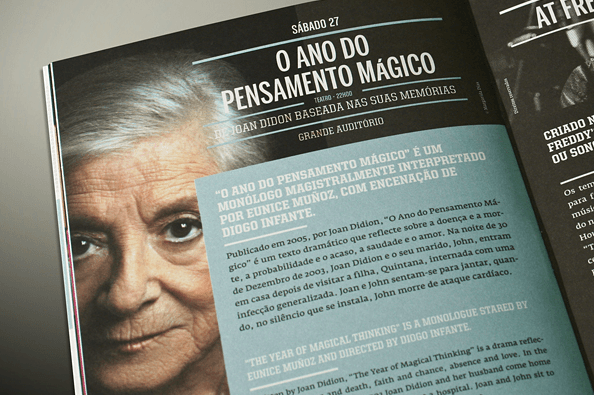 SÁBADO 27
O ANO DO
PENSAMENTO MÁGICO
TEATRO - 22H00
DE JOAN DIDON BASEADA NAS SUAS MEMÓRIAS
GRANDE AUDITÓRIO
"O ANO DO PENSAMENTO MÁGICO" É UM
MONÓLOGO MAGISTRALMENTE INTERPRETADO
POR EUNICE MUÑOZ, COM ENCENAÇÃO DE
DIOGO INFANTE.
Publicado em 2005, por Joan Didion, "O Ano do Pensamento Má-
gico" é um texto dramático que reflecte sobre a doença e a mor-
te, a probabilidade e o acaso, a saudade e o amor. Na noite de 30
de Dezembro de 2003, Joan Didion e o seu marido, John, entram
em casa depois de visitar a filha, Quintana, internada com uma
infecção generalizada. Joan e John sentam-se para jantar, quan-
do, no silêncio que se instala, John morre de ataque cardíaco.
"THE YEAR OF MAGICAL THINKING" IS A MONOLOGUE STARED BY
EUNICE MUÑOZ AND DIRECTED BY DIOGO INFANTE.
by Joan Didion, "The Year of Magical Thinking" is a drama reflec-
and death, faith and chance, absence and love. In the
Joan Didion and her husband come home
a hospital. Joan and John sit to
AT FRE
CRIADO N
FREDDY'
OU SONG
Os tem
para f
músic
do n
Hou
"T